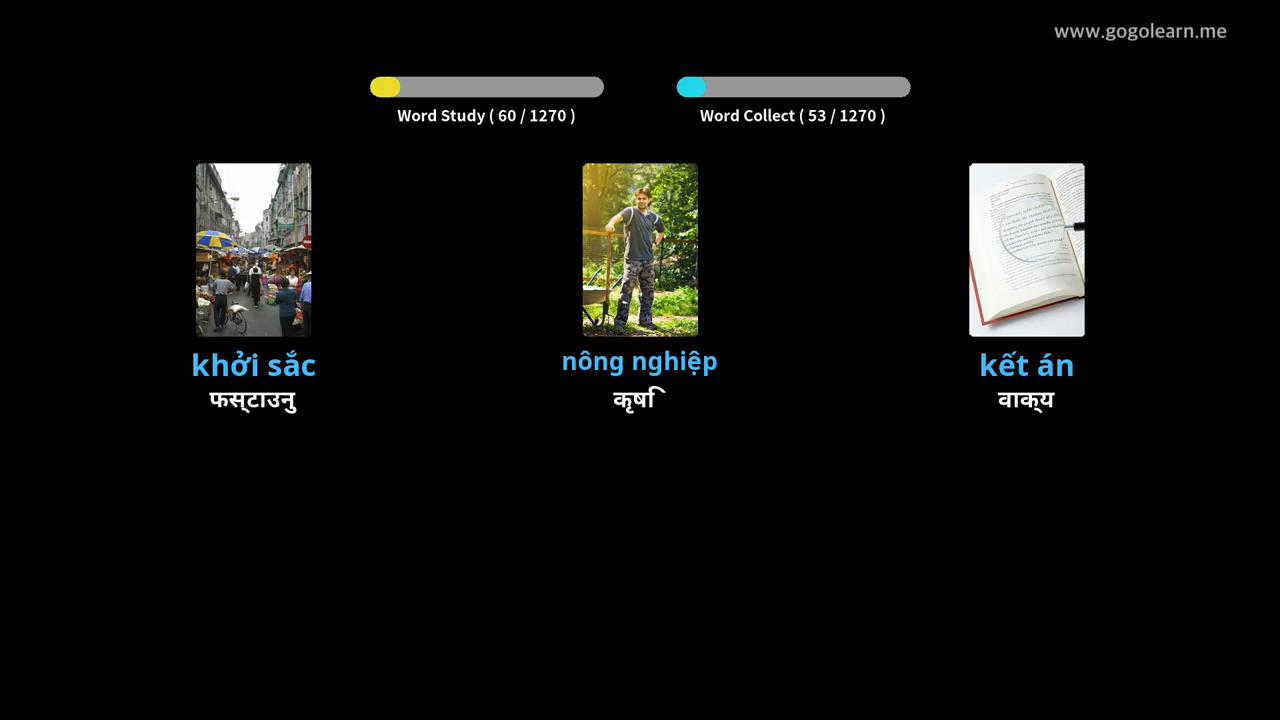 www.gogolearn.me
Word Study ( 60 / 1270 )
Word Collect ( 53 / 1270 )
khởi sắc
nông nghiệp
kết án
फस्टाउनु
कृषि
वाक्य